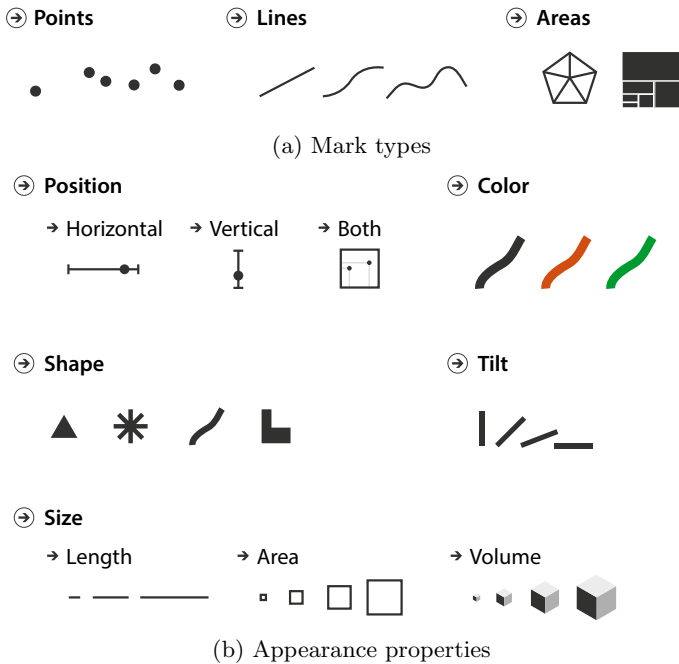 Points Lines Areas
(a) Mark types
Position Color
Horizontal Vertical Both
Shape Tilt
Size
Length Area Volume
(b) Appearance properties